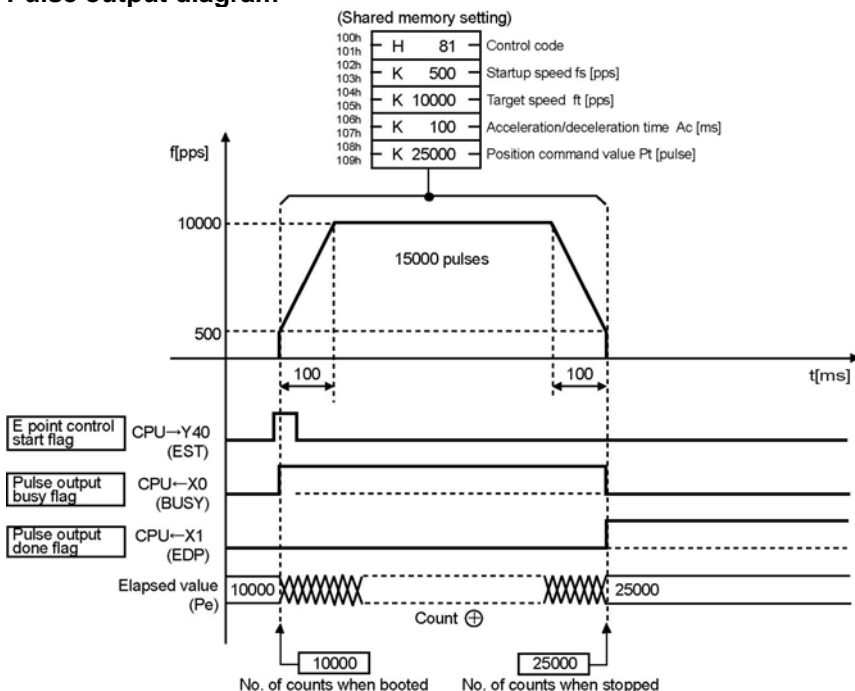 Pulse output diagram
(Shared memory setting)
100h
101h
H 81
Control code
102h
103h
K 500
Startup speed fs [pps]
104h
105h
K 10000
Target speed ft [pps]
106h
107h
K 100
Acceleration/deceleration time Ac [ms]
108h
109h
K 25000
Position command value Pt [pulse]
f[pps]
10000
15000 pulses
500
100
100
t[ms]
E point control
start flag
CPU→Y40
(EST)
Pulse output
busy flag
CPU←X0
(BUSY)
Pulse output
done flag
CPU←X1
(EDP)
Elapsed value
(Pe)
10000
25000
Count ⊕
10000
25000
No. of counts when booted
No. of counts when stopped